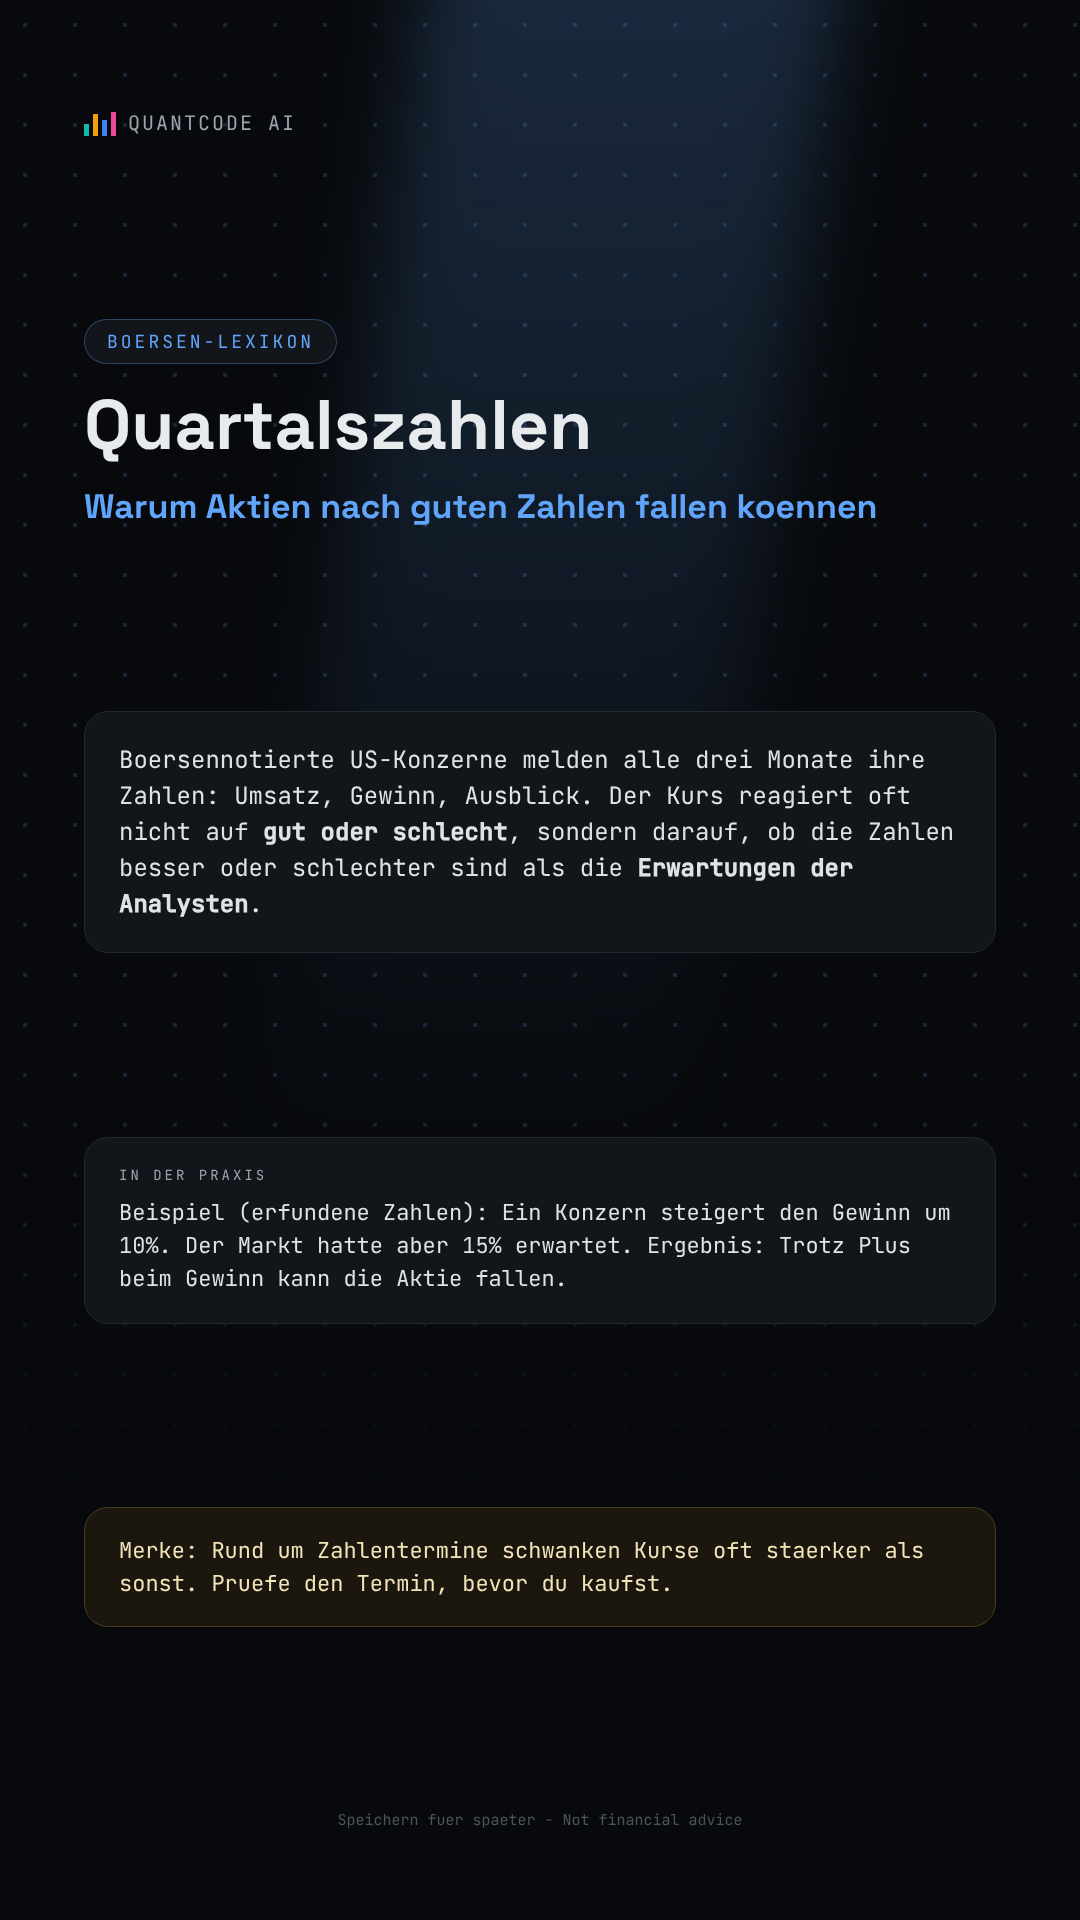 QUANTCODE AI
BOERSEN-LEXIKON
Quartalszahlen
Warum Aktien nach guten Zahlen fallen koennen
Boersennotierte US-Konzerne melden alle drei Monate ihre
Zahlen: Umsatz, Gewinn, Ausblick. Der Kurs reagiert oft
nicht auf gut oder schlecht, sondern darauf, ob die Zahlen
besser oder schlechter sind als die Erwartungen der
Analysten.
IN DER PRAXIS
Beispiel (erfundene Zahlen): Ein Konzern steigert den Gewinn um
10%. Der Markt hatte aber 15% erwartet. Ergebnis: Trotz Plus
beim Gewinn kann die Aktie fallen.
Merke: Rund um Zahlentermine schwanken Kurse oft staerker als
sonst. Pruefe den Termin, bevor du kaufst.
Speichern fuer spaeter - Not financial advice